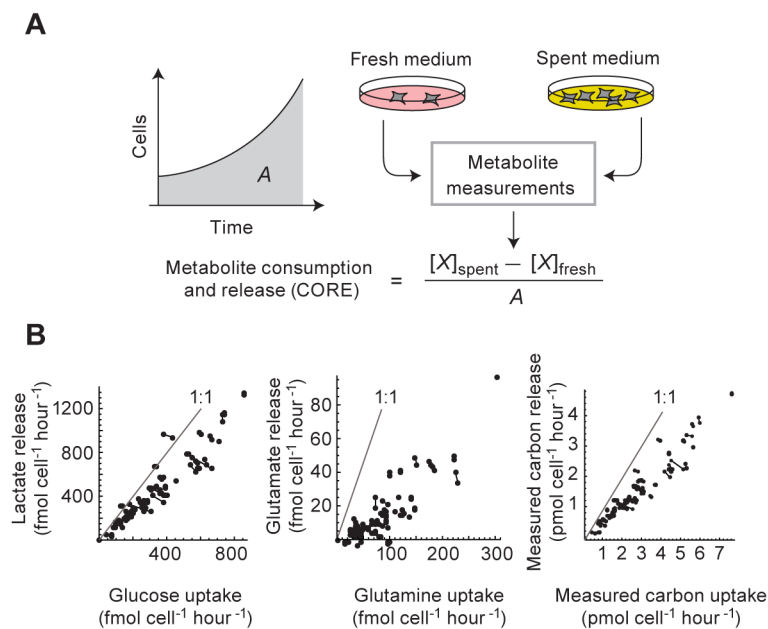 A
Fresh medium
Spent medium
Cells
A
Time
Metabolite
measurements
Metabolite consumption
and release (CORE)
=
[X]spent − [X]fresh
A
B
Lactate release
(fmol cell-1 hour-1)
1200
800
400
1:1
400
800
Glucose uptake
(fmol cell-1 hour-1)
Glutamate release
(fmol cell-1 hour-1)
80
60
40
20
1:1
100
200
300
Glutamine uptake
(fmol cell-1 hour-1)
Measured carbon release
(pmol cell-1 hour-1)
4
3
2
1
1:1
1 2 3 4 5 6 7
Measured carbon uptake
(pmol cell-1 hour-1)